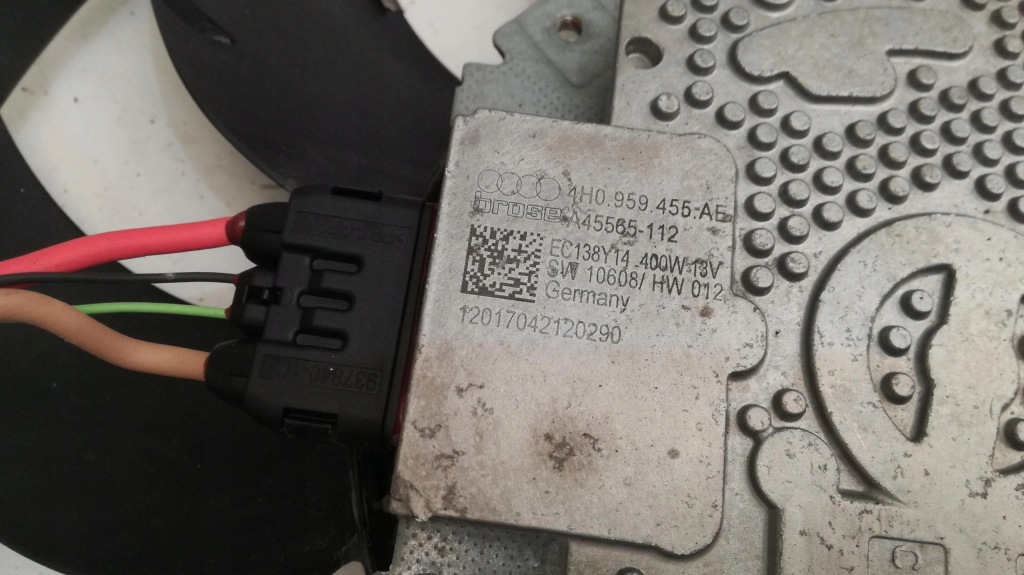 4H0.959 455.AE
brose A45565-112
EC138Y14 400W 13V
SW 10608/ HW 012
Germany
12017042120290